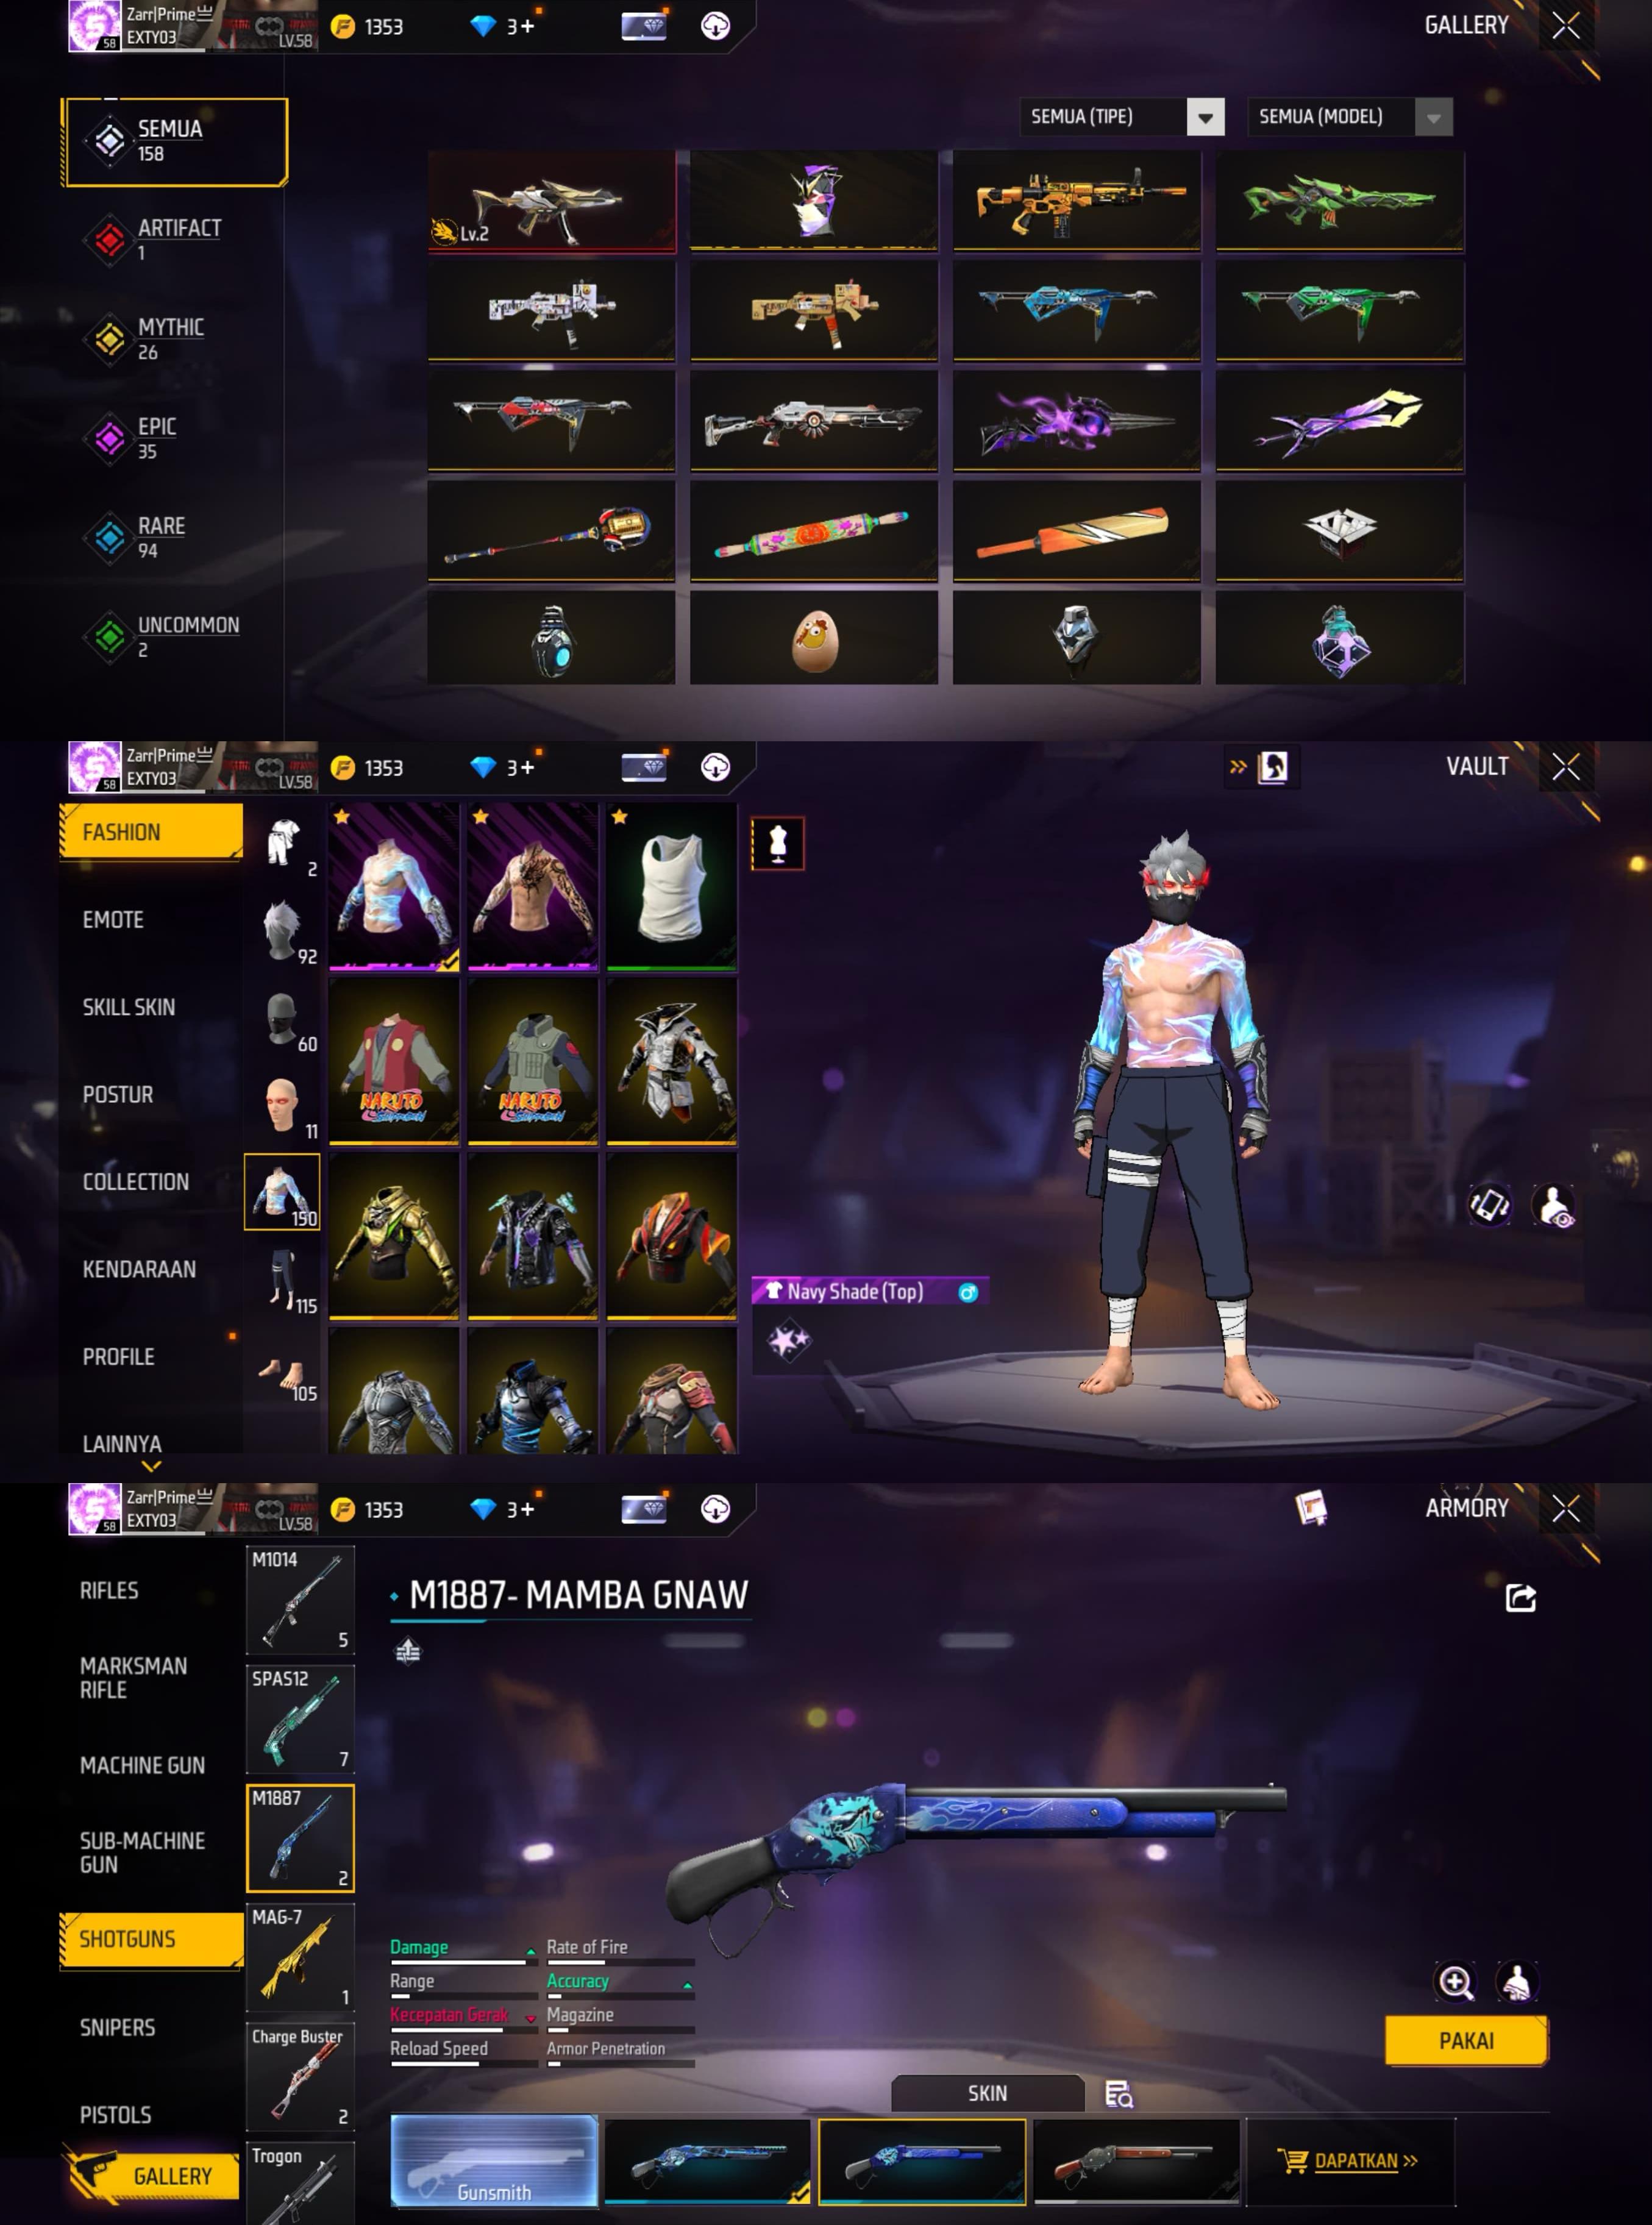 Zarr|Prime
EXTY03
58
LV.58
1353
3+
GALLERY
SEMUA
158
SEMUA (TIPE)
SEMUA (MODEL)
ARTIFACT
1
Lv.2
MYTHIC
26
EPIC
35
RARE
94
UNCOMMON
2
Zarr|Prime
EXTY03
58
LV.58
1353
3+
VAULT
FASHION
2
EMOTE
92
SKILL SKIN
60
POSTUR
11
NARUTO
NARUTO
COLLECTION
150
KENDARAAN
115
Navy Shade (Top)
PROFILE
105
LAINNYA
Zarr|Prime
EXTY03
58
LV.58
1353
3+
ARMORY
RIFLES
MARKSMAN
RIFLE
MACHINE GUN
SUB-MACHINE
GUN
SHOTGUNS
SNIPERS
PISTOLS
GALLERY
M1014
5
SPAS12
7
M1887
2
MAG-7
1
Charge Buster
2
Trogon
M1887- MAMBA GNAW
Damage
Rate of Fire
Range
Accuracy
Kecepatan Gerak
Magazine
Reload Speed
Armor Penetration
PAKAI
SKIN
Gunsmith
DAPATKAN >>